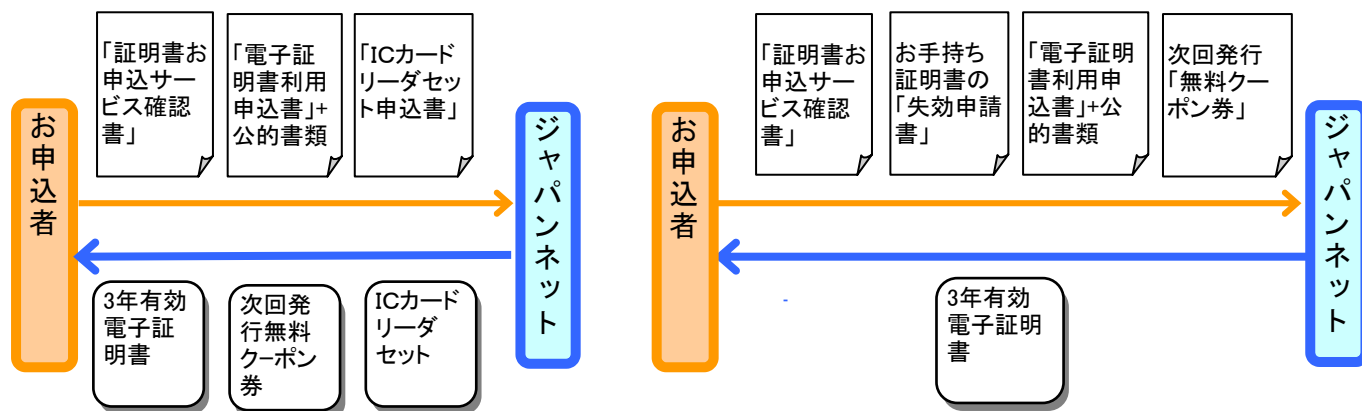 「証明書お
申込サー
ビス確認
書」
「電子証
明書利用
申込書」+
公的書類
「ICカード
リーダセッ
ト申込書」
お申込者
ジャパンネット
3年有効
電子証
明書
次回発
行無料
クーポン
券
ICカード
リーダ
セット
「証明書お
申込サー
ビス確認
書」
お手持ち
証明書の
「失効申請
書」
「電子証明
書利用申
込書」+公
的書類
次回発行
「無料クー
ポン券」
お申込者
ジャパンネット
3年有効
電子証明
書